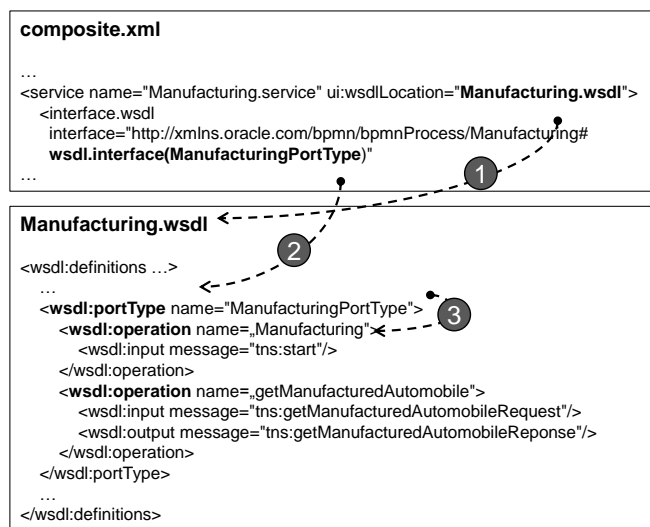 composite.xml
…
<service name="Manufacturing.service" ui:wsdlLocation="Manufacturing.wsdl">
<interface.wsdl
interface="http://xmlns.oracle.com/bpmn/bpmnProcess/Manufacturing#
wsdl.interface(ManufacturingPortType)"
…
1
Manufacturing.wsdl
2
<wsdl:definitions …>
…
<wsdl:portType name="ManufacturingPortType">
3
<wsdl:operation name=„Manufacturing">
<wsdl:input message="tns:start"/>
</wsdl:operation>
<wsdl:operation name=„getManufacturedAutomobile">
<wsdl:input message="tns:getManufacturedAutomobileRequest"/>
<wsdl:output message="tns:getManufacturedAutomobileReponse"/>
</wsdl:operation>
</wsdl:portType>
…
</wsdl:definitions>